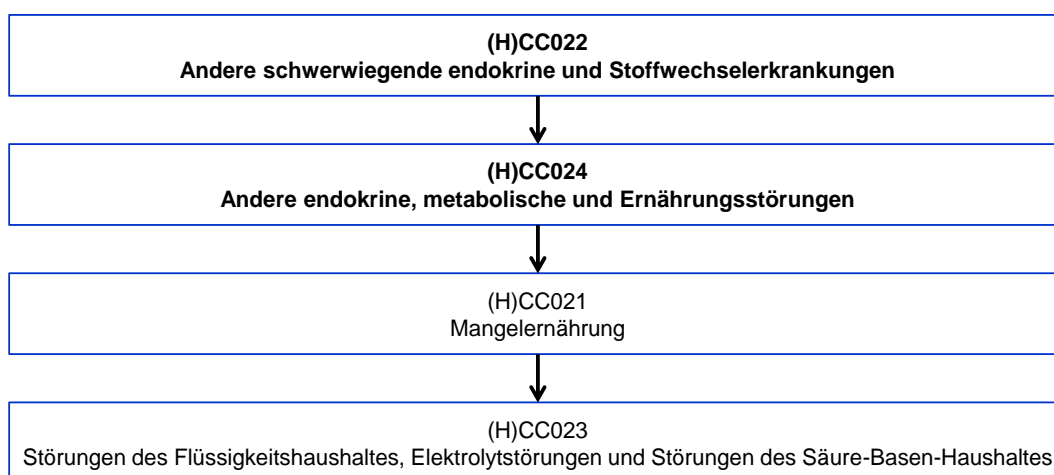 (H)CC022
Andere schwerwiegende endokrine und Stoffwechselerkrankungen
(H)CC024
Andere endokrine, metabolische und Ernährungsstörungen
(H)CC021
Mangelernährung
(H)CC023
Störungen des Flüssigkeitshaushaltes, Elektrolytstörungen und Störungen des Säure-Basen-Haushaltes